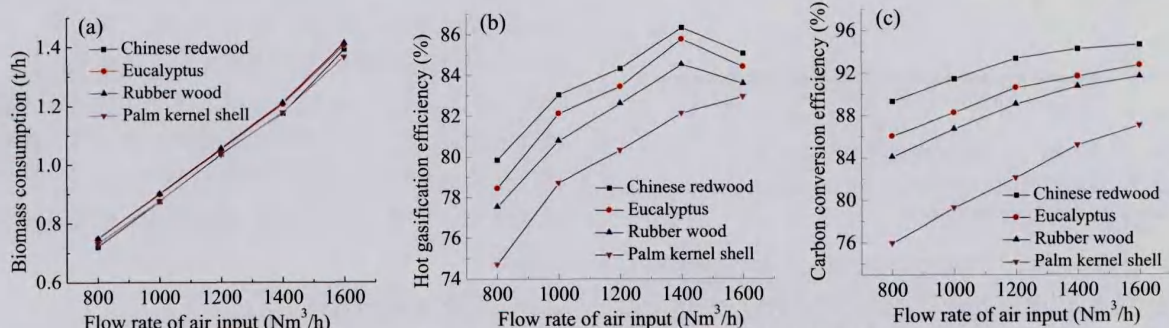 (a)
Biomass consumption (t/h)
1.4
1.2
1.0
0.8
0.6
Chinese redwood
Eucalyptus
Rubber wood
Palm kernel shell
800 1000 1200 1400 1600
Flow rate of air input (Nm³/h)
(b)
Hot gasification efficiency (%)
86
84
82
80
78
76
74
Chinese redwood
Eucalyptus
Rubber wood
Palm kernel shell
800 1000 1200 1400 1600
Flow rate of air input (Nm³/h)
(c)
Carbon conversion efficiency (%)
96
92
88
84
80
76
Chinese redwood
Eucalyptus
Rubber wood
Palm kernel shell
800 1000 1200 1400 1600
Flow rate of air input (Nm³/h)